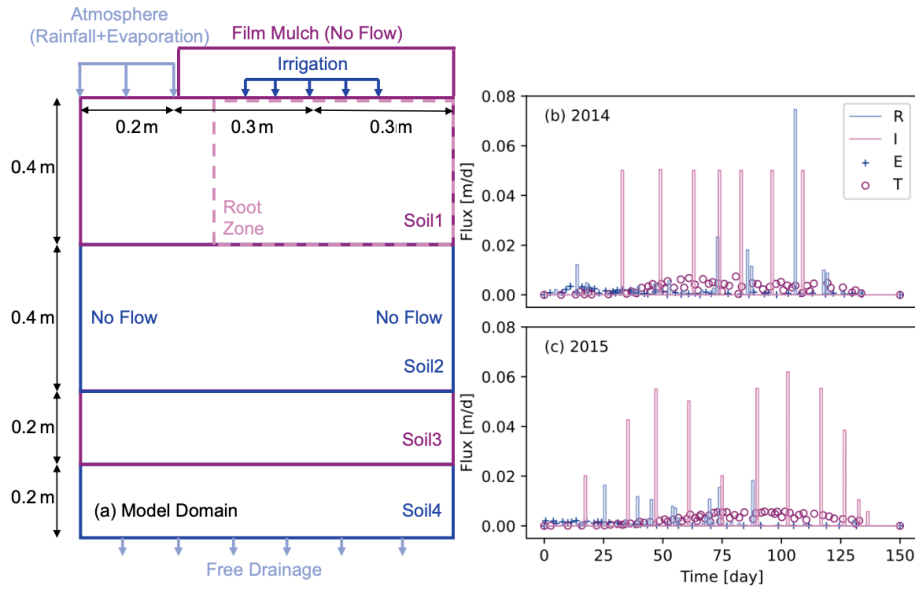 Atmosphere
(Rainfall+Evaporation)
Film Mulch (No Flow)
Irrigation
0.2 m
0.3 m
0.3 m
0.4 m
Root
Zone
Soil1
0.4 m
No Flow
No Flow
Soil2
0.2 m
Soil3
0.2 m
(a) Model Domain
Soil4
Free Drainage
(b) 2014
R
I
E
T
Flux [m/d]
0.08
0.06
0.04
0.02
0.00
(c) 2015
Flux [m/d]
0.08
0.06
0.04
0.02
0.00
0 25 50 75 100 125 150
Time [day]